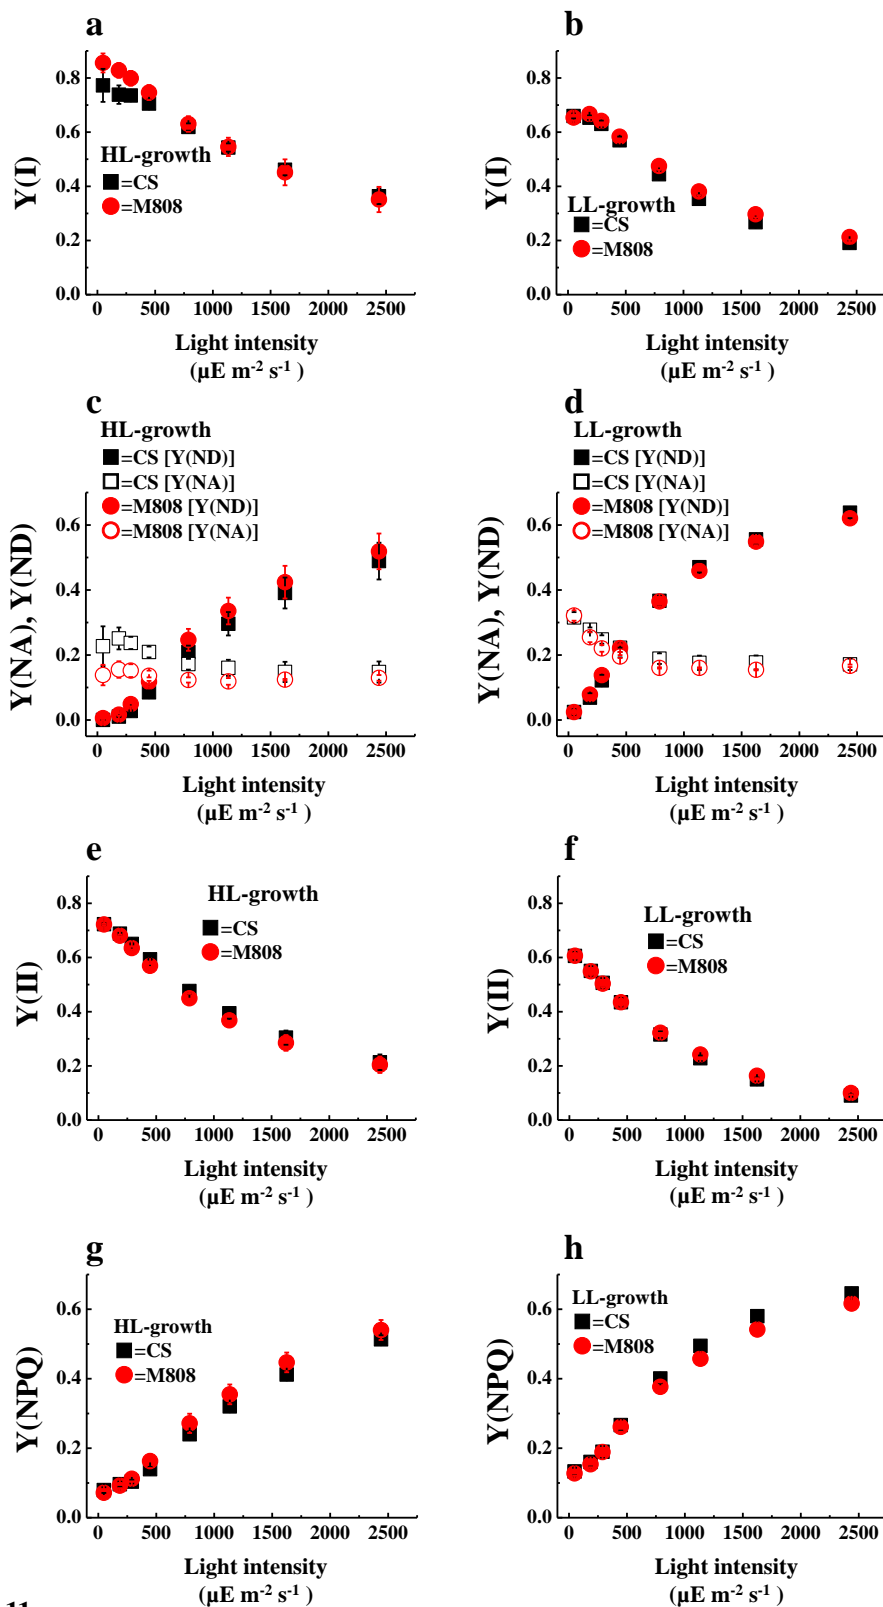 a
0.8
0.6
0.4
0.2
0.0
Y(I)
HL-growth
=CS
=M808
0 500 1000 1500 2000 2500
Light intensity
(µE m-2 s-1 )
b
0.8
0.6
0.4
0.2
0.0
Y(I)
LL-growth
=CS
=M808
0 500 1000 1500 2000 2500
Light intensity
(µE m-2 s-1 )
c
HL-growth
=CS [Y(ND)]
=CS [Y(NA)]
=M808 [Y(ND)]
=M808 [Y(NA)]
0.6
0.4
0.2
0.0
Y(NA), Y(ND)
0 500 1000 1500 2000 2500
Light intensity
(µE m-2 s-1 )
d
LL-growth
=CS [Y(ND)]
=CS [Y(NA)]
=M808 [Y(ND)]
=M808 [Y(NA)]
0.6
0.4
0.2
0.0
Y(NA), Y(ND)
0 500 1000 1500 2000 2500
Light intensity
(µE m-2 s-1 )
e
0.8
0.6
0.4
0.2
0.0
Y(II)
HL-growth
=CS
=M808
0 500 1000 1500 2000 2500
Light intensity
(µE m-2 s-1 )
f
0.8
0.6
0.4
0.2
0.0
Y(II)
LL-growth
=CS
=M808
0 500 1000 1500 2000 2500
Light intensity
(µE m-2 s-1 )
g
0.6
0.4
0.2
0.0
Y(NPQ)
HL-growth
=CS
=M808
0 500 1000 1500 2000 2500
Light intensity
(µE m-2 s-1 )
h
0.6
0.4
0.2
0.0
Y(NPQ)
LL-growth
=CS
=M808
0 500 1000 1500 2000 2500
Light intensity
(µE m-2 s-1 )